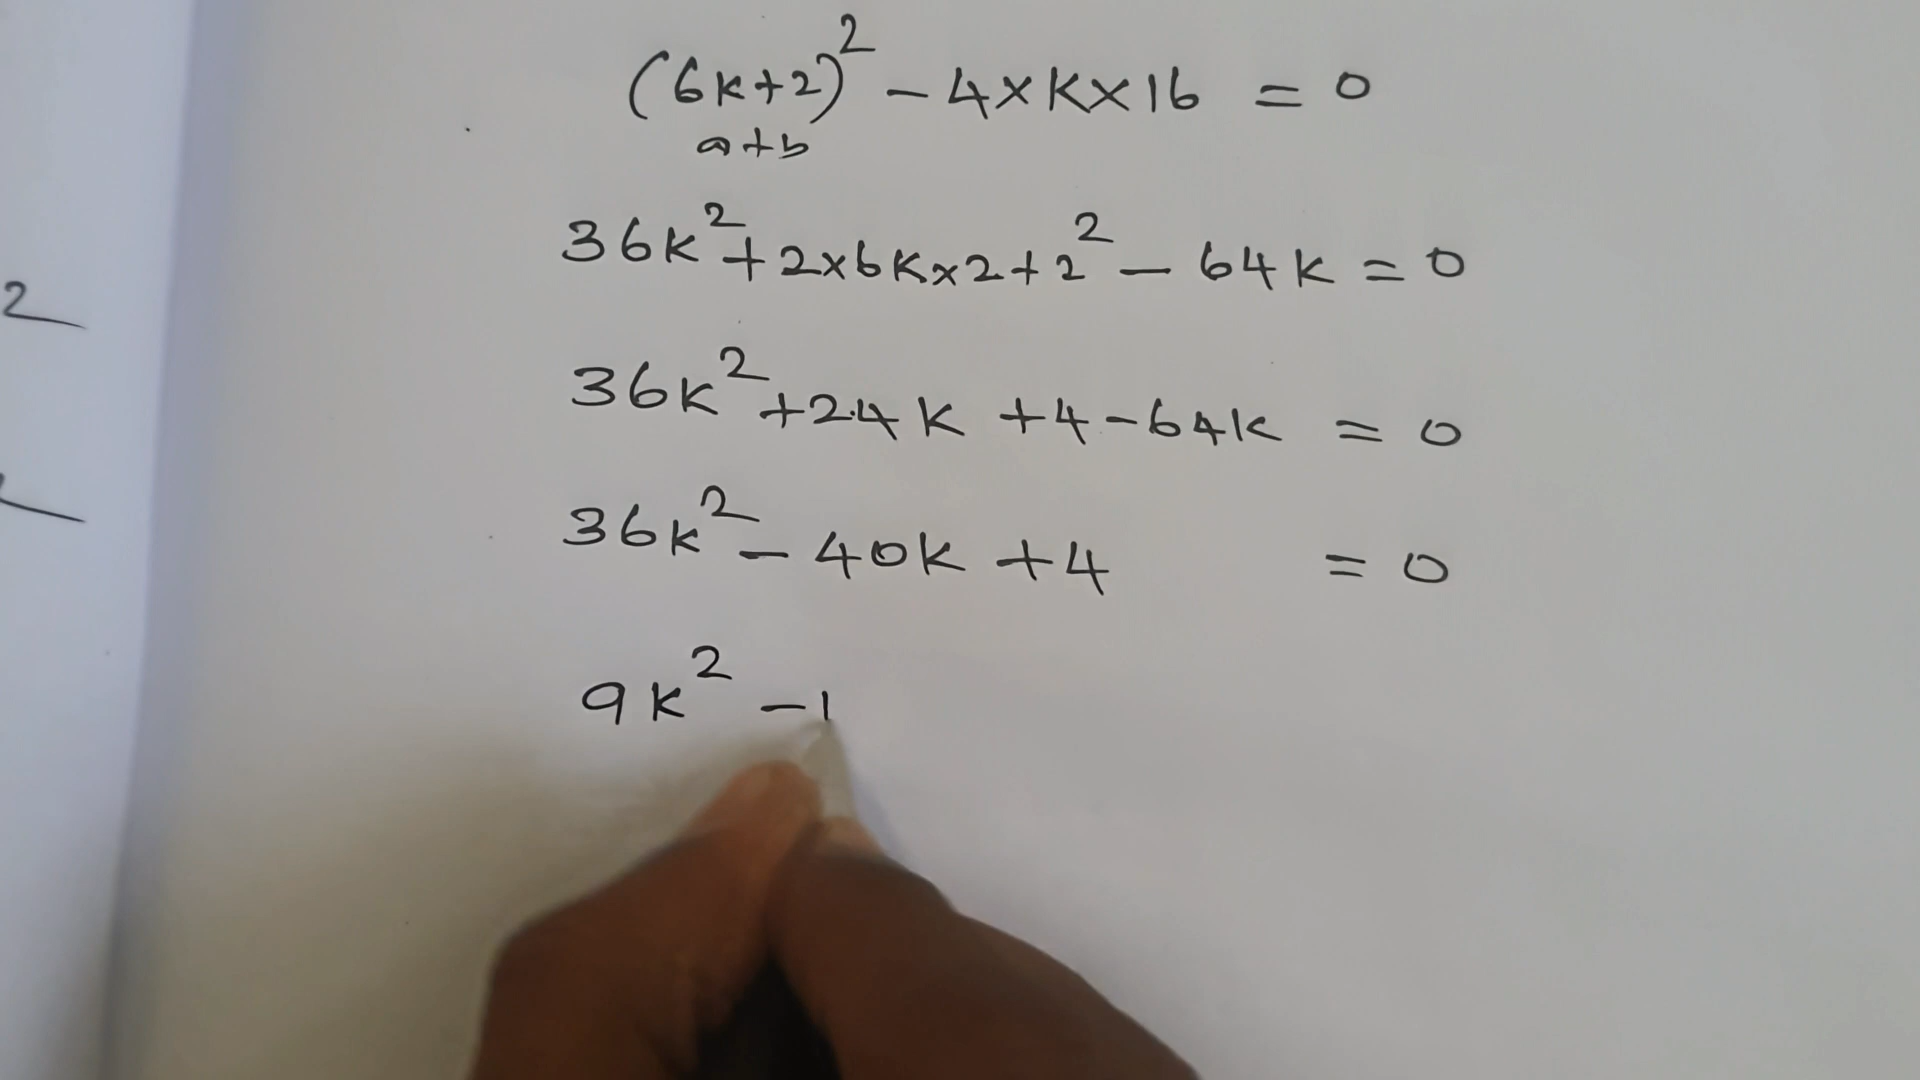 (6k+2)² - 4×k×16 = 0
a+b
36k² + 2×6k×2 + 2² - 64k = 0
2
36k² + 24k + 4 - 64k = 0
36k² - 40k + 4 = 0
9k² - 1